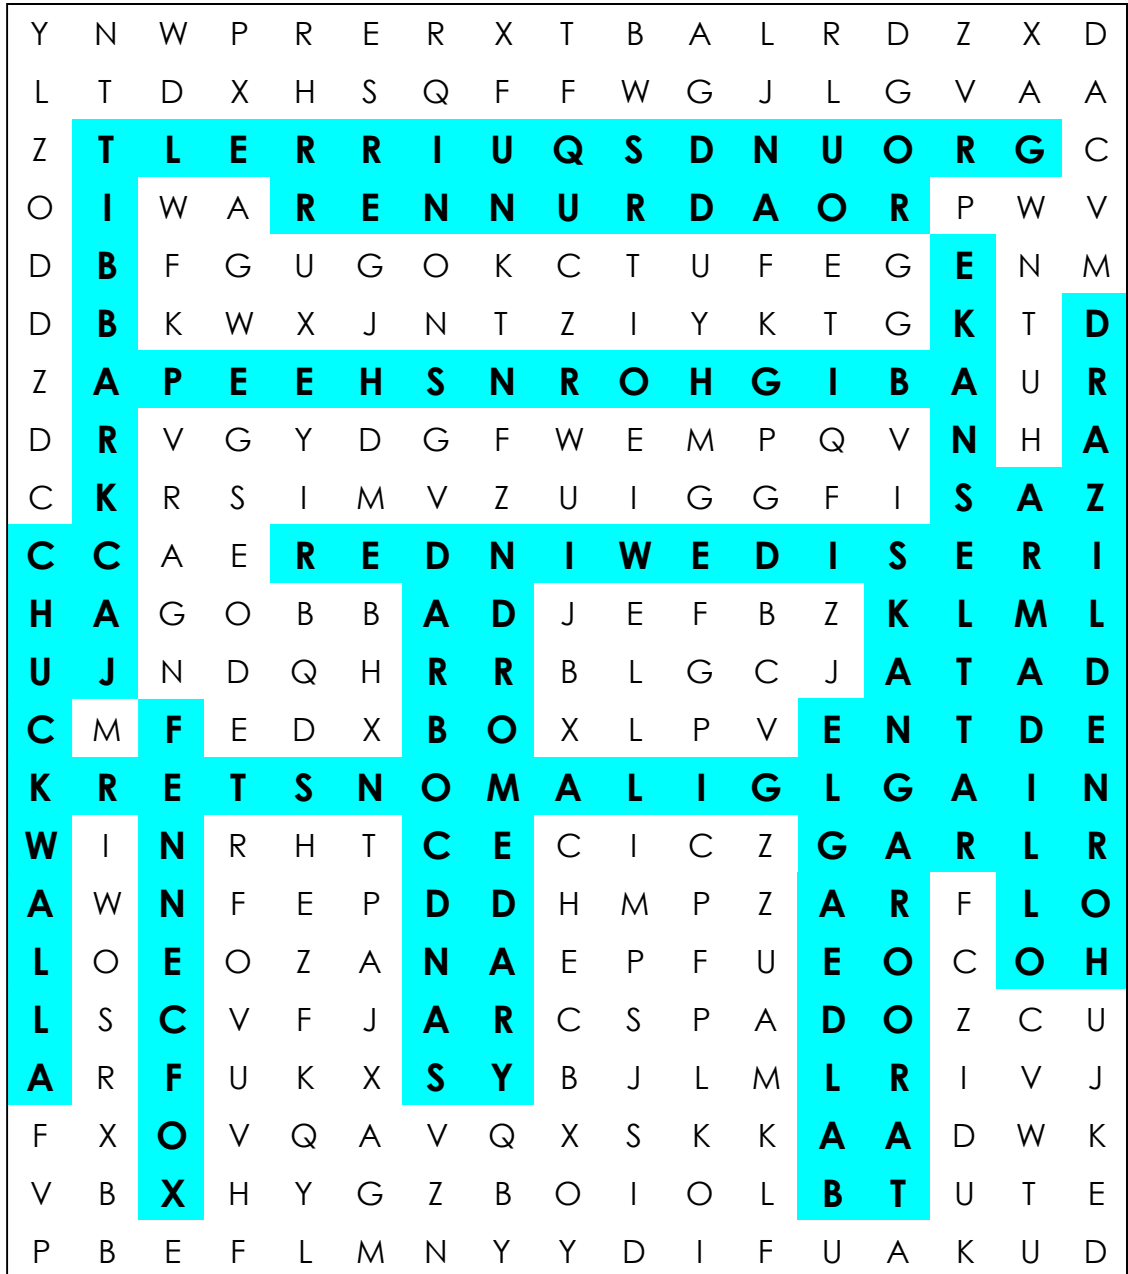 Y N W P R E R X T B A L R D Z X D
L T D X H S Q F F W G J L G V A A
Z T L E R R I U Q S D N U O R G C
O I W A R E N N U R D A O R P W V
D B F G U G O K C T U F E G E N M
D B K W X J N T Z I Y K T G K T D
Z A P E E H S N R O H G I B A U R
D R V G Y D G F W E M P Q V N H A
C K R S I M V Z U I G G F I S A Z
C C A E R E D N I W E D I S E R I
H A G O B B A D J E F B Z K L M L
U J N D Q H R R B L G C J A T A D
C M F E D X B O X L P V E N T D E
K R E T S N O M A L I G L G A I N
W I N R H T C E C I C Z G A R L R
A W N F E P D D H M P Z A R F L O
L O E O Z A N A E P F U E O C O H
L S C V F J A R C S P A D O Z C U
A R F U K X S Y B J L M L R I V J
F X O V Q A V Q X S K K A A D W K
V B X H Y G Z B O I O L B T U T E
P B E F L M N Y Y D I F U A K U D